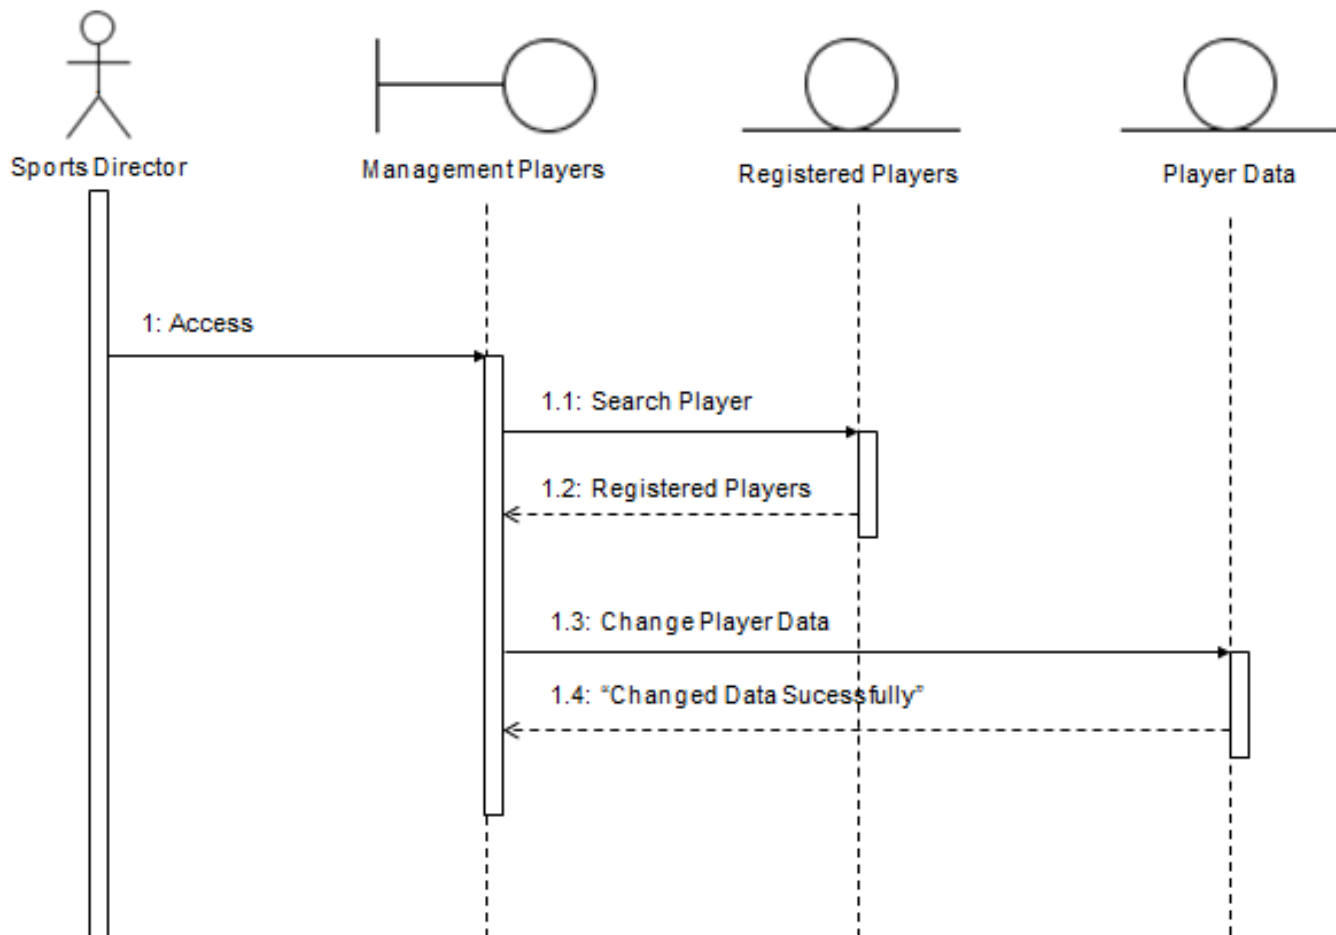 Sports Director
Management Players
Registered Players
Player Data
1: Access
1.1: Search Player
1.2: Registered Players
1.3: Change Player Data
1.4: “Changed Data Sucessfully”